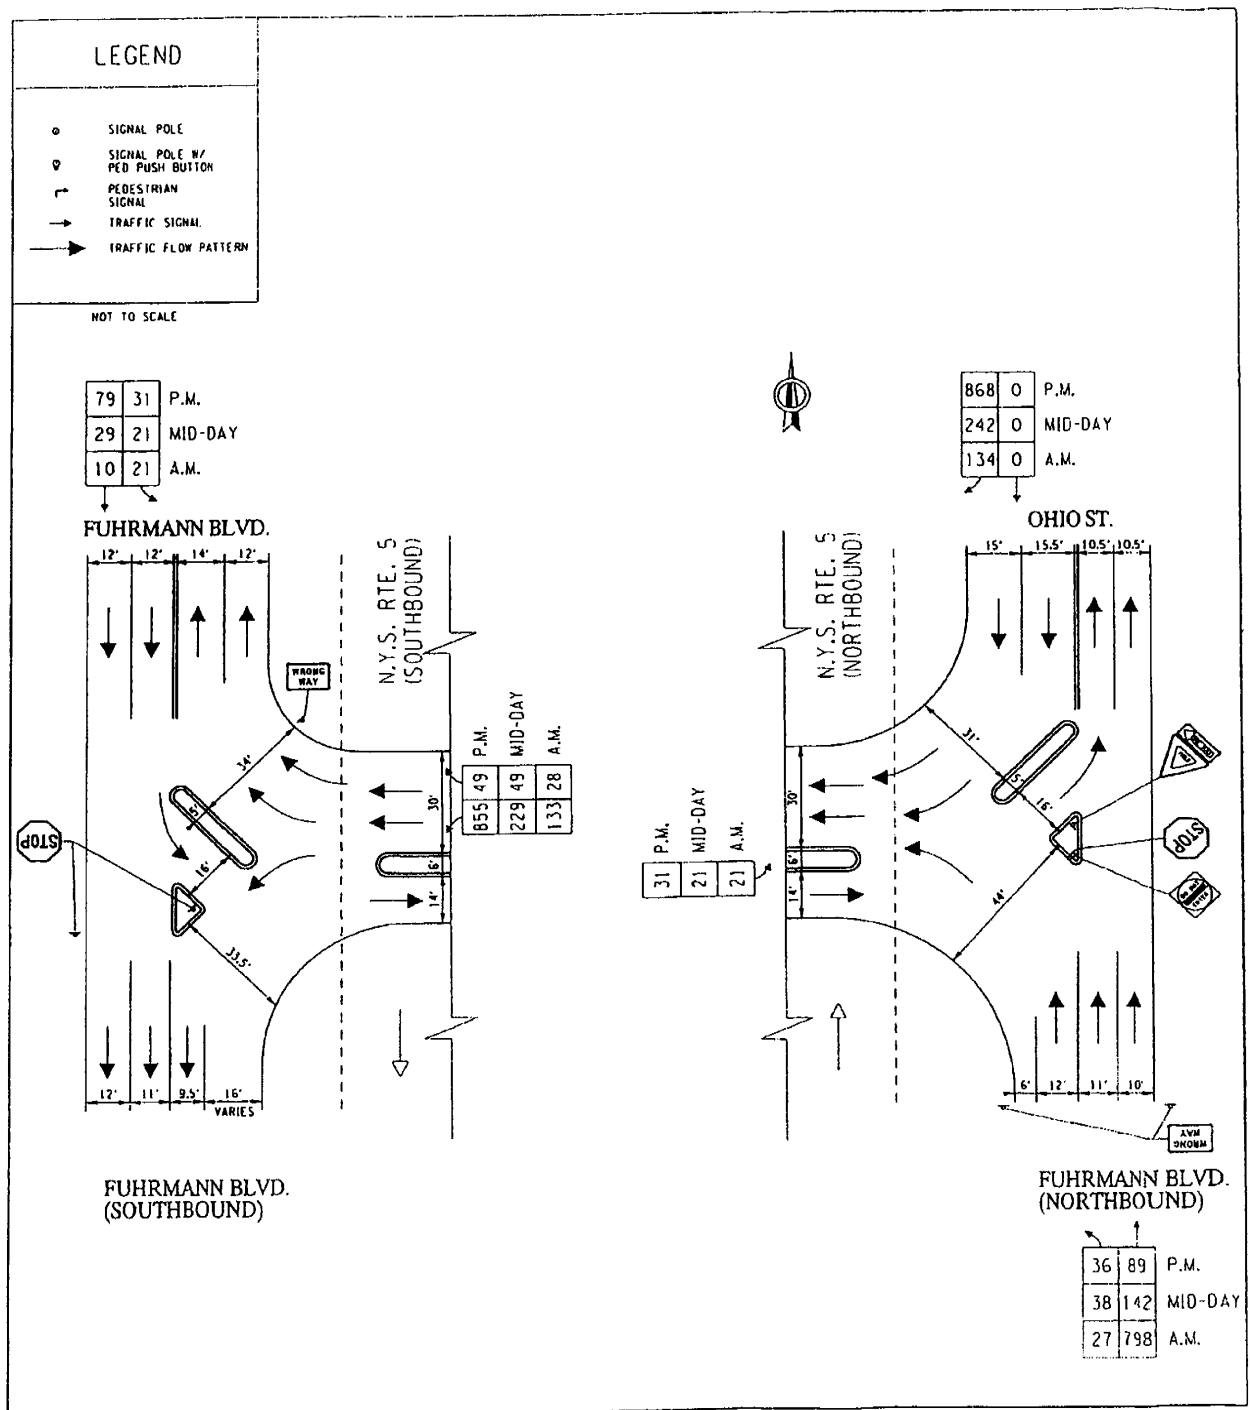 LEGEND
SIGNAL POLE
SIGNAL POLE W/
PED PUSH BUTTON
PEDESTRIAN
SIGNAL
TRAFFIC SIGNAL
TRAFFIC FLOW PATTERN
NOT TO SCALE
79 31 P.M.
29 21 MID-DAY
10 21 A.M.
FUHRMANN BLVD.
12' 12' 14' 12'
N.Y.S. RTE. 5
(SOUTHBOUND)
WRONG
WAY
P.M. MID-DAY A.M.
49 49 28
855 229 133
34'
5'
16'
33.5'
30'
6'
14'
STOP
12' 11' 9.5' 16'
VARIES
FUHRMANN BLVD.
(SOUTHBOUND)
868 0 P.M.
242 0 MID-DAY
134 0 A.M.
OHIO ST.
15' 15.5' 10.5' 10.5'
N.Y.S. RTE. 5
(NORTHBOUND)
P.M. MID-DAY A.M.
31 21 21
31'
5'
16'
44'
30'
6'
14'
STOP
DO NOT
ENTER
6' 12' 11' 10'
WRONG
WAY
FUHRMANN BLVD.
(NORTHBOUND)
36 89 P.M.
38 142 MID-DAY
27 798 A.M.